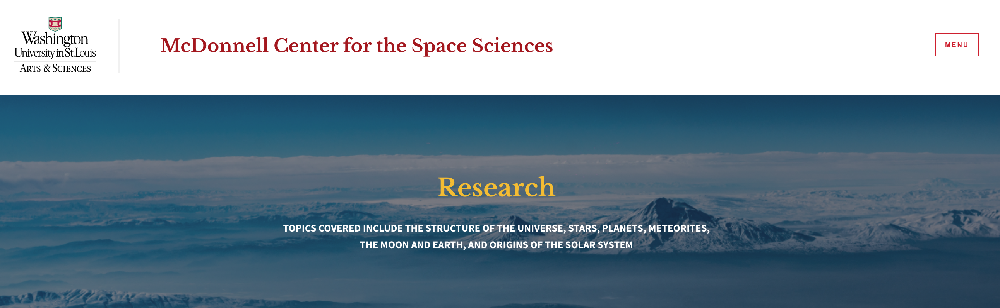 Washington
University in St. Louis
ARTS & SCIENCES
McDonnell Center for the Space Sciences
MENU
Research
TOPICS COVERED INCLUDE THE STRUCTURE OF THE UNIVERSE, STARS, PLANETS, METEORITES,
THE MOON AND EARTH, AND ORIGINS OF THE SOLAR SYSTEM